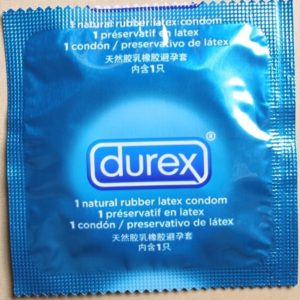 1 natural rubber latex condom
1 préservatif en latex
1 condón / preservativo de látex
天然胶乳橡胶避孕套
内含1只
durex®
1 natural rubber latex condom
1 préservatif en latex
1 condón / preservativo de látex
天然胶乳橡胶避孕套
内含1只